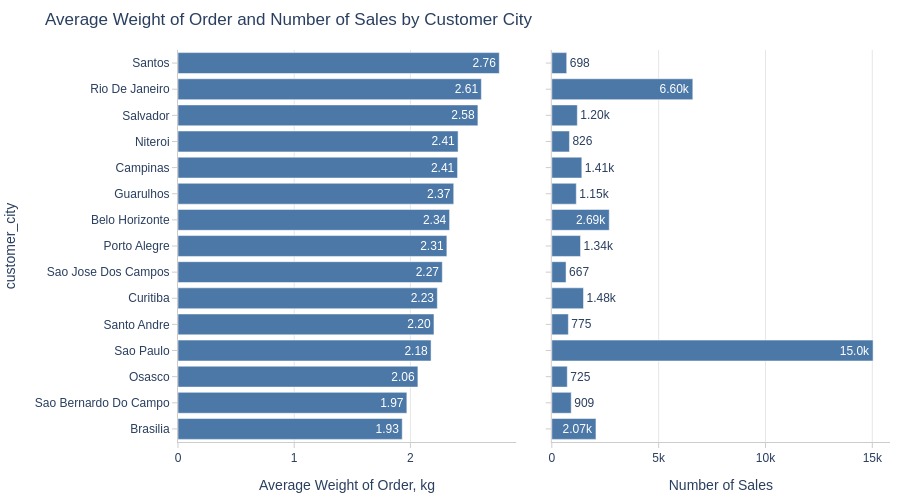 Average Weight of Order and Number of Sales by Customer City
customer_city
Santos 2.76 698
Rio De Janeiro 2.61 6.60k
Salvador 2.58 1.20k
Niteroi 2.41 826
Campinas 2.41 1.41k
Guarulhos 2.37 1.15k
Belo Horizonte 2.34 2.69k
Porto Alegre 2.31 1.34k
Sao Jose Dos Campos 2.27 667
Curitiba 2.23 1.48k
Santo Andre 2.20 775
Sao Paulo 2.18 15.0k
Osasco 2.06 725
Sao Bernardo Do Campo 1.97 909
Brasilia 1.93 2.07k
0 1 2 0 5k 10k 15k
Average Weight of Order, kg Number of Sales